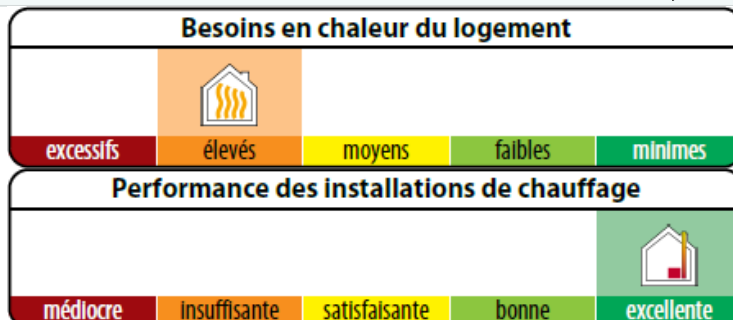 Besoins en chaleur du logement
excessifs élevés moyens faibles minimes
Performance des installations de chauffage
médiocre insuffisante satisfaisante bonne excellente